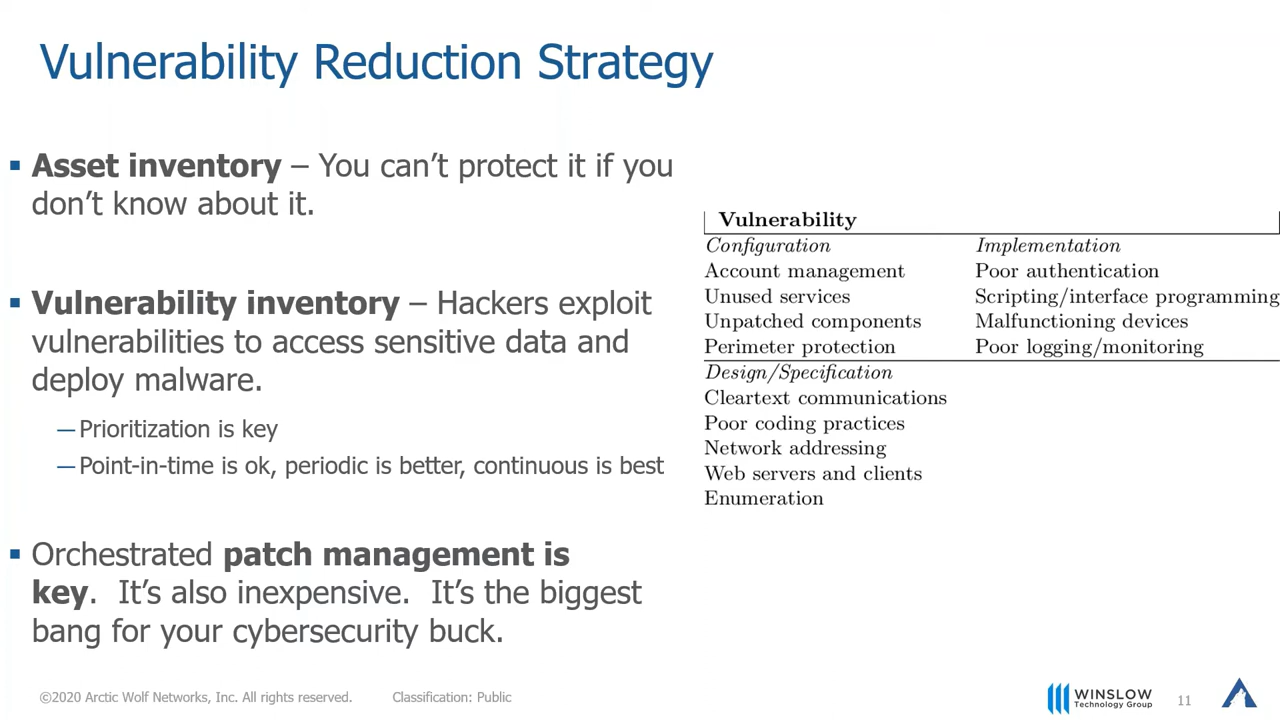 Vulnerability Reduction Strategy
▪ Asset inventory – You can't protect it if you
don't know about it.
▪ Vulnerability inventory – Hackers exploit
vulnerabilities to access sensitive data and
deploy malware.
— Prioritization is key
— Point-in-time is ok, periodic is better, continuous is best
▪ Orchestrated patch management is
key. It's also inexpensive. It's the biggest
bang for your cybersecurity buck.
Vulnerability
Configuration Implementation
Account management Poor authentication
Unused services Scripting/interface programming
Unpatched components Malfunctioning devices
Perimeter protection Poor logging/monitoring
Design/Specification
Cleartext communications
Poor coding practices
Network addressing
Web servers and clients
Enumeration
©2020 Arctic Wolf Networks, Inc. All rights reserved. Classification: Public
WINSLOW
Technology Group
11